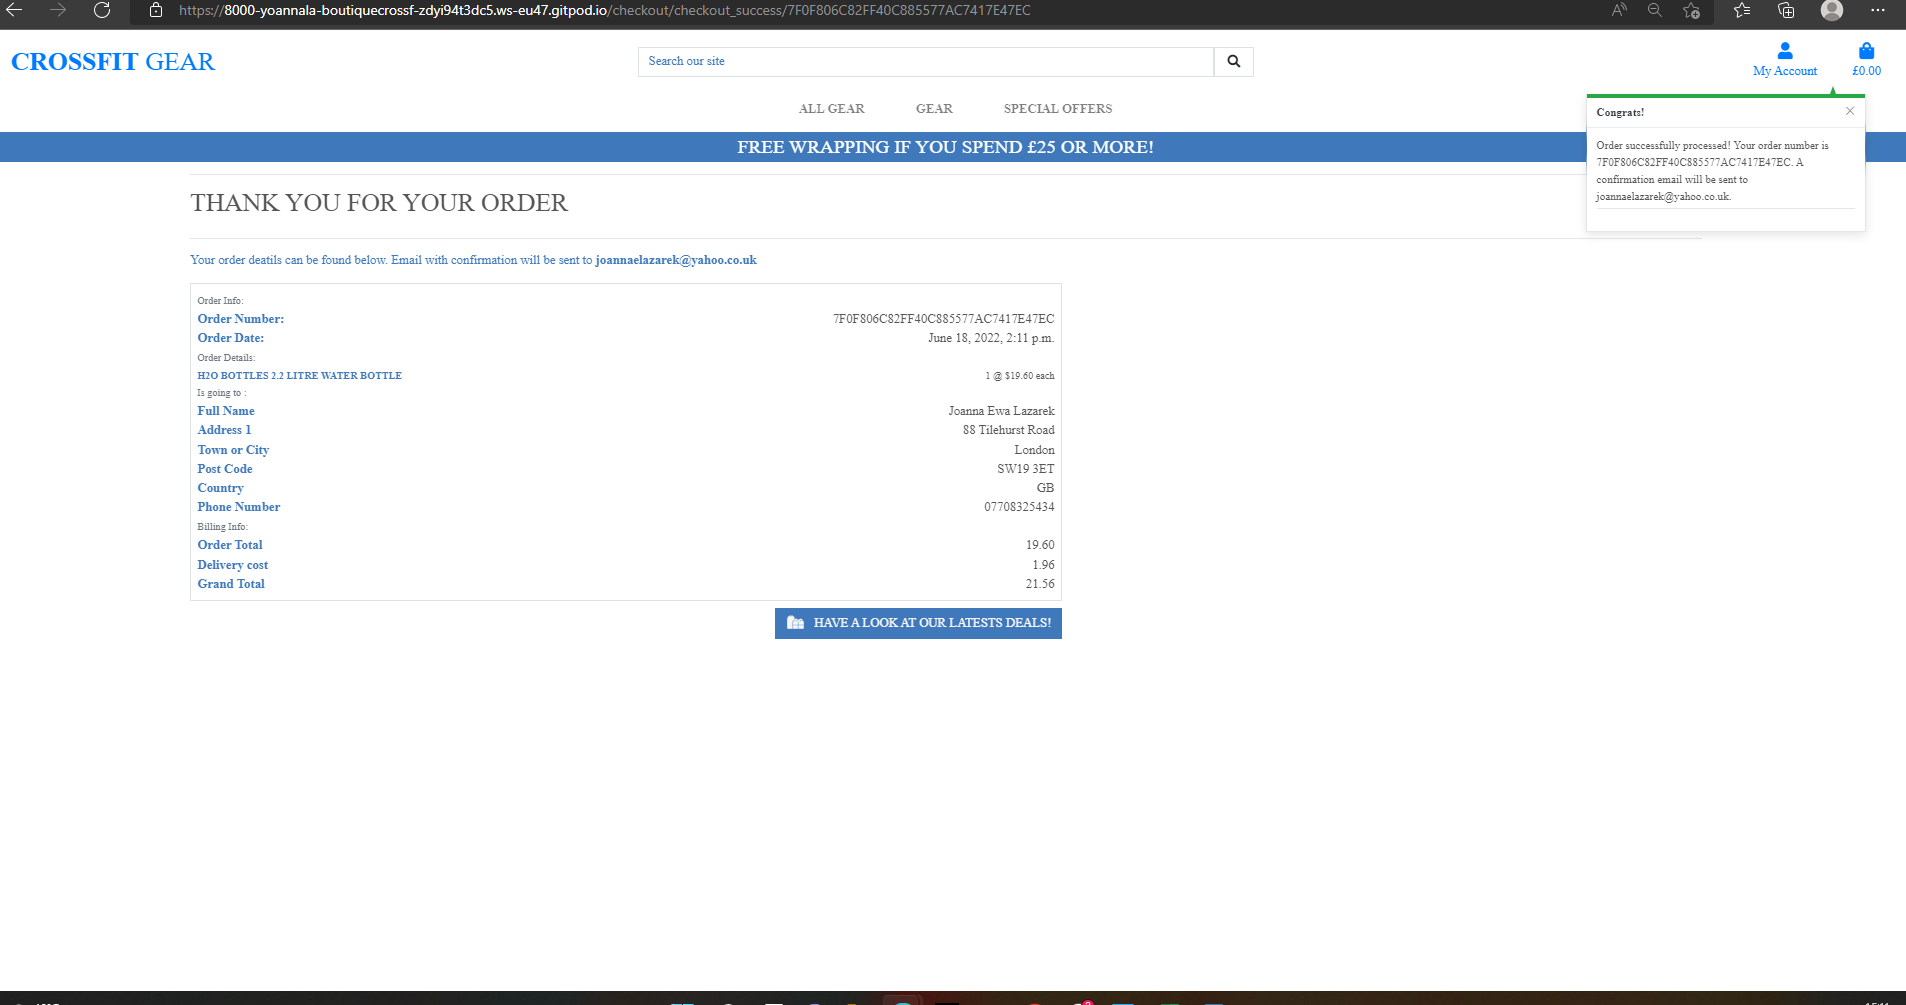 https://8000-yoannala-boutiquecrossf-zdyi94t3dc5.ws-eu47.gitpod.io/checkout/checkout_success/7F0F806C82FF40C885577AC7417E47EC
CROSSFIT GEAR
Search our site
My Account
£0.00
ALL GEAR GEAR SPECIAL OFFERS
FREE WRAPPING IF YOU SPEND £25 OR MORE!
Congrats!
Order successfully processed! Your order number is
7F0F806C82FF40C885577AC7417E47EC. A
confirmation email will be sent to
joannaelazarek@yahoo.co.uk.
THANK YOU FOR YOUR ORDER
Your order deatils can be found below. Email with confirmation will be sent to joannaelazarek@yahoo.co.uk
Order Info:
Order Number: 7F0F806C82FF40C885577AC7417E47EC
Order Date: June 18, 2022, 2:11 p.m.
Order Details:
H2O BOTTLES 2.2 LITRE WATER BOTTLE 1 @ $19.60 each
Is going to :
Full Name Joanna Ewa Lazarek
Address 1 88 Tilehurst Road
Town or City London
Post Code SW19 3ET
Country GB
Phone Number 07708325434
Billing Info:
Order Total 19.60
Delivery cost 1.96
Grand Total 21.56
HAVE A LOOK AT OUR LATESTS DEALS!